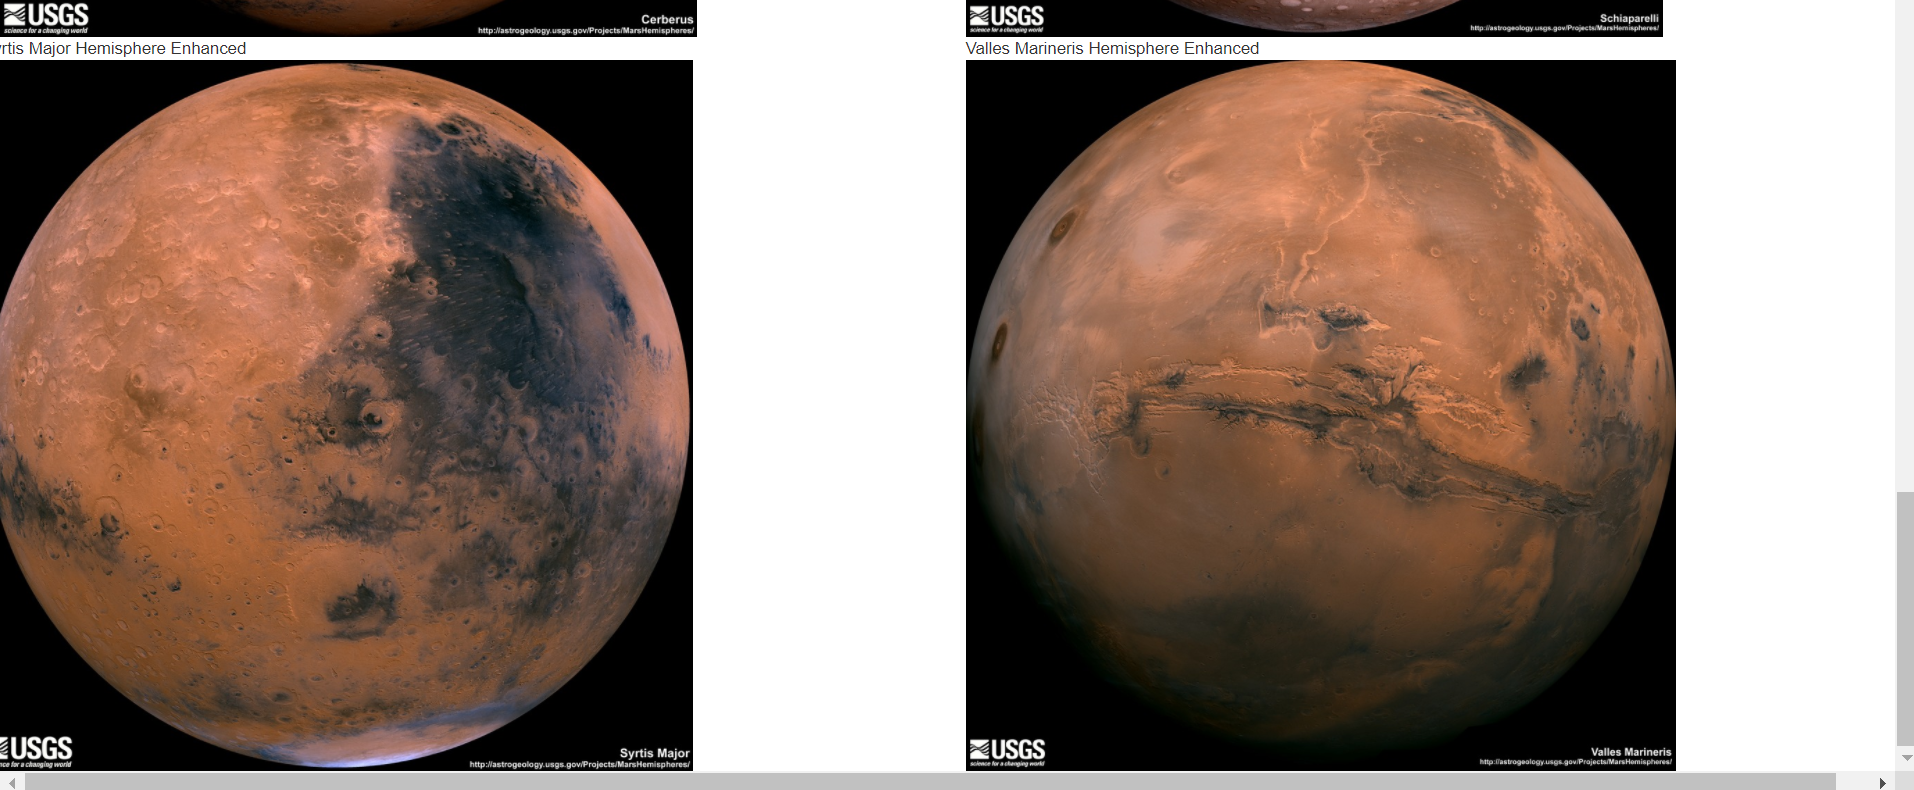 USGS
science for a changing world
Cerberus
http://astrogeology.usgs.gov/Projects/MarsHemispheres/
USGS
science for a changing world
Schiaparelli
http://astrogeology.usgs.gov/Projects/MarsHemispheres/
rtis Major Hemisphere Enhanced
Valles Marineris Hemisphere Enhanced
USGS
nce for a changing world
Syrtis Major
http://astrogeology.usgs.gov/Projects/MarsHemispheres/
USGS
science for a changing world
Valles Marineris
http://astrogeology.usgs.gov/Projects/MarsHemispheres/